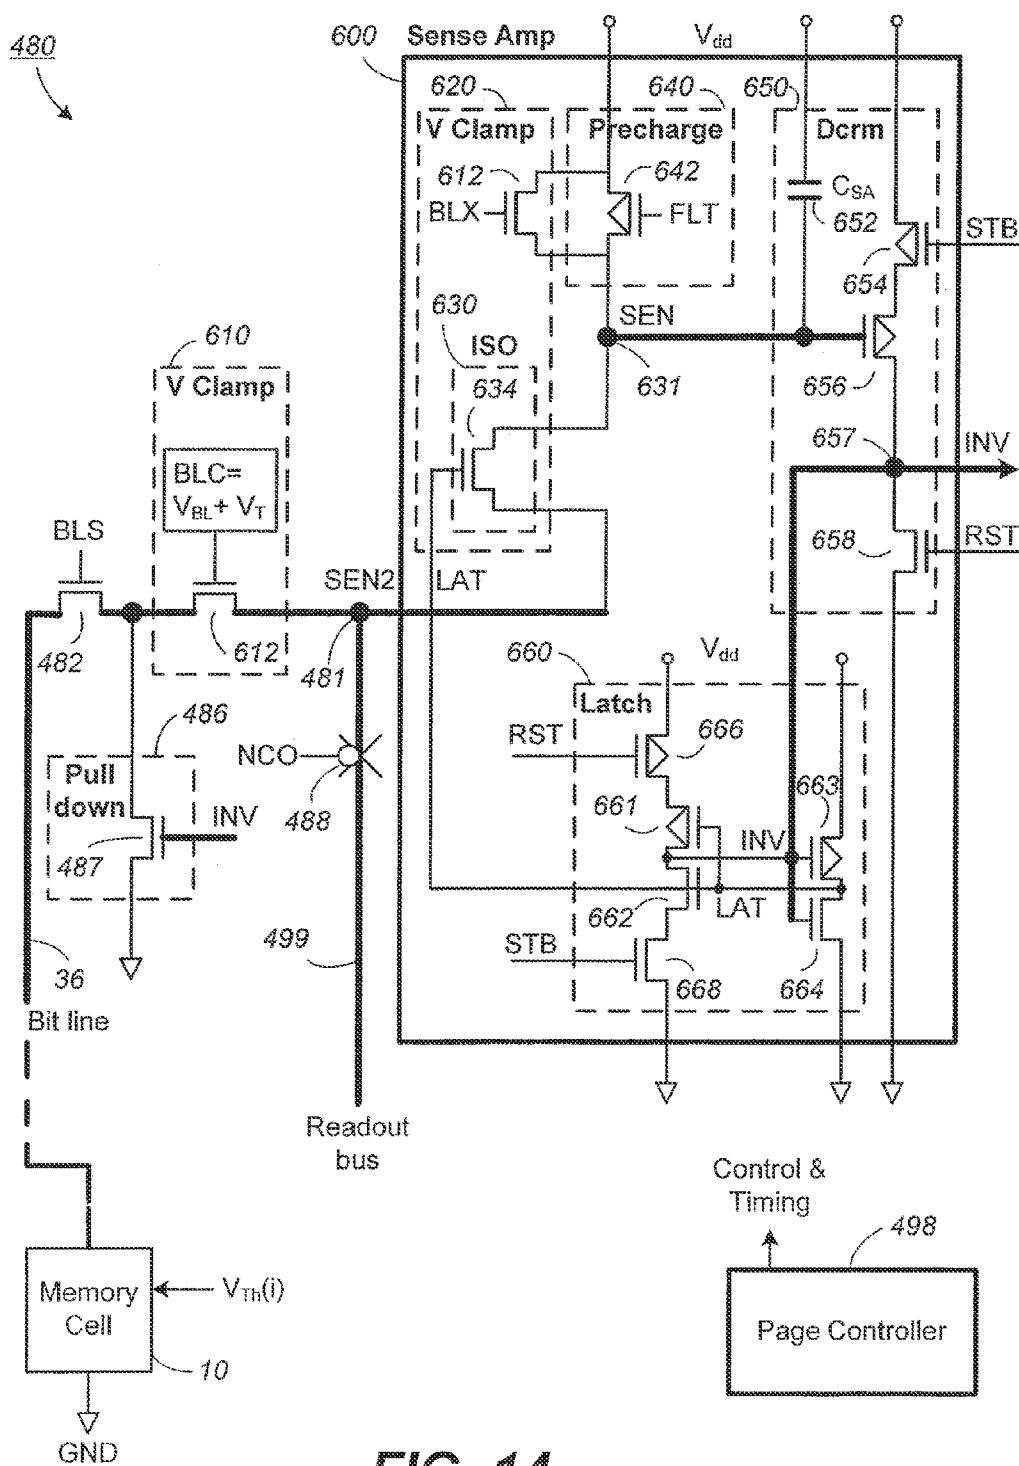 480
600
Sense Amp
Vdd
620
V Clamp
640
Precharge
650
Dcrm
612
BLX
642
FLT
CSA
652
STB
654
630
ISO
634
SEN
631
656
610
V Clamp
BLC=
VBL + VT
657
INV
658
RST
BLS
482
612
SEN2
481
LAT
486
Pull
down
INV
487
NCO
488
660
Latch
Vdd
RST
666
661
663
INV
662
LAT
STB
668
664
499
36
Bit line
Readout
bus
Control &
Timing
498
Page Controller
Memory
Cell
VTh(i)
10
GND
FIG. 14